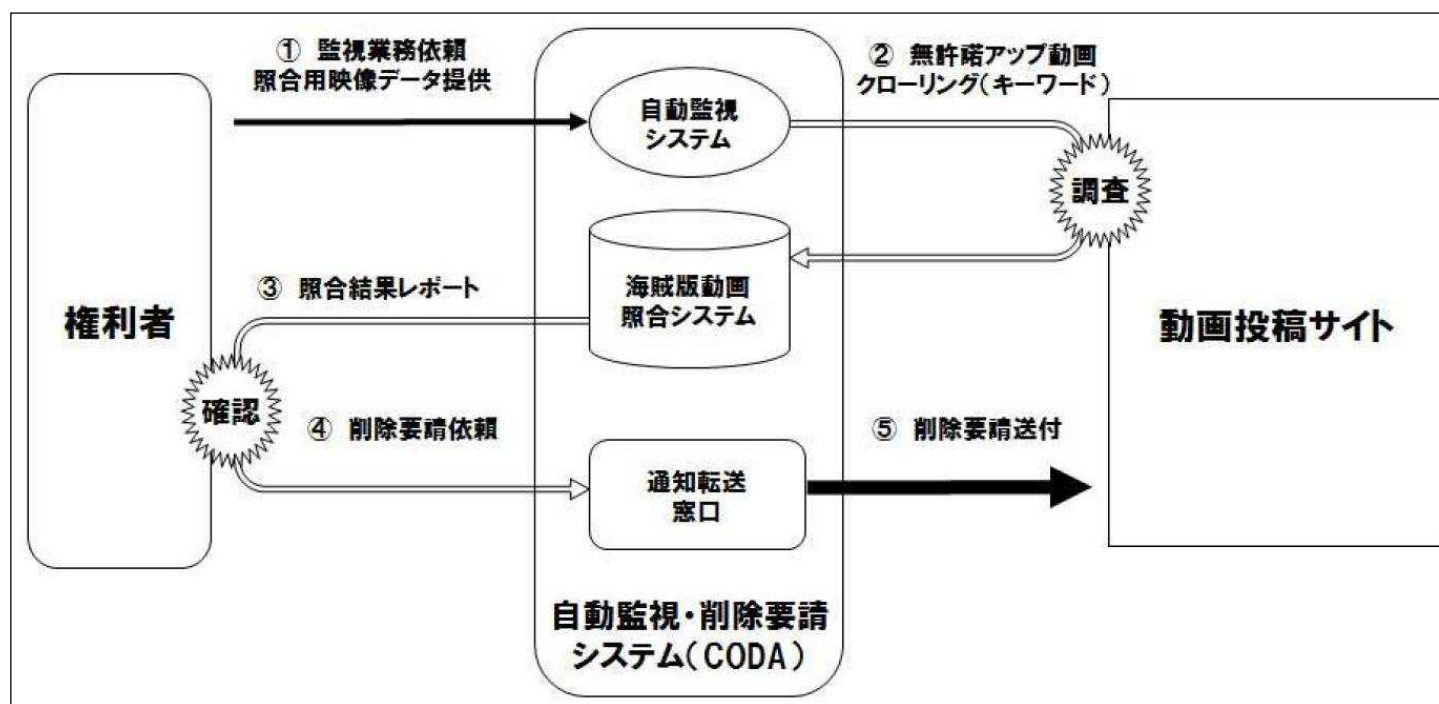 ① 監視業務依頼
照合用映像データ提供
② 無許諾アップ動画
クローリング(キーワード)
自動監視
システム
調査
③ 照合結果レポート
海賊版動画
照合システム
権利者
動画投稿サイト
確認
④ 削除要請依頼
⑤ 削除要請送付
通知転送
窓口
自動監視・削除要請
システム(CODA)